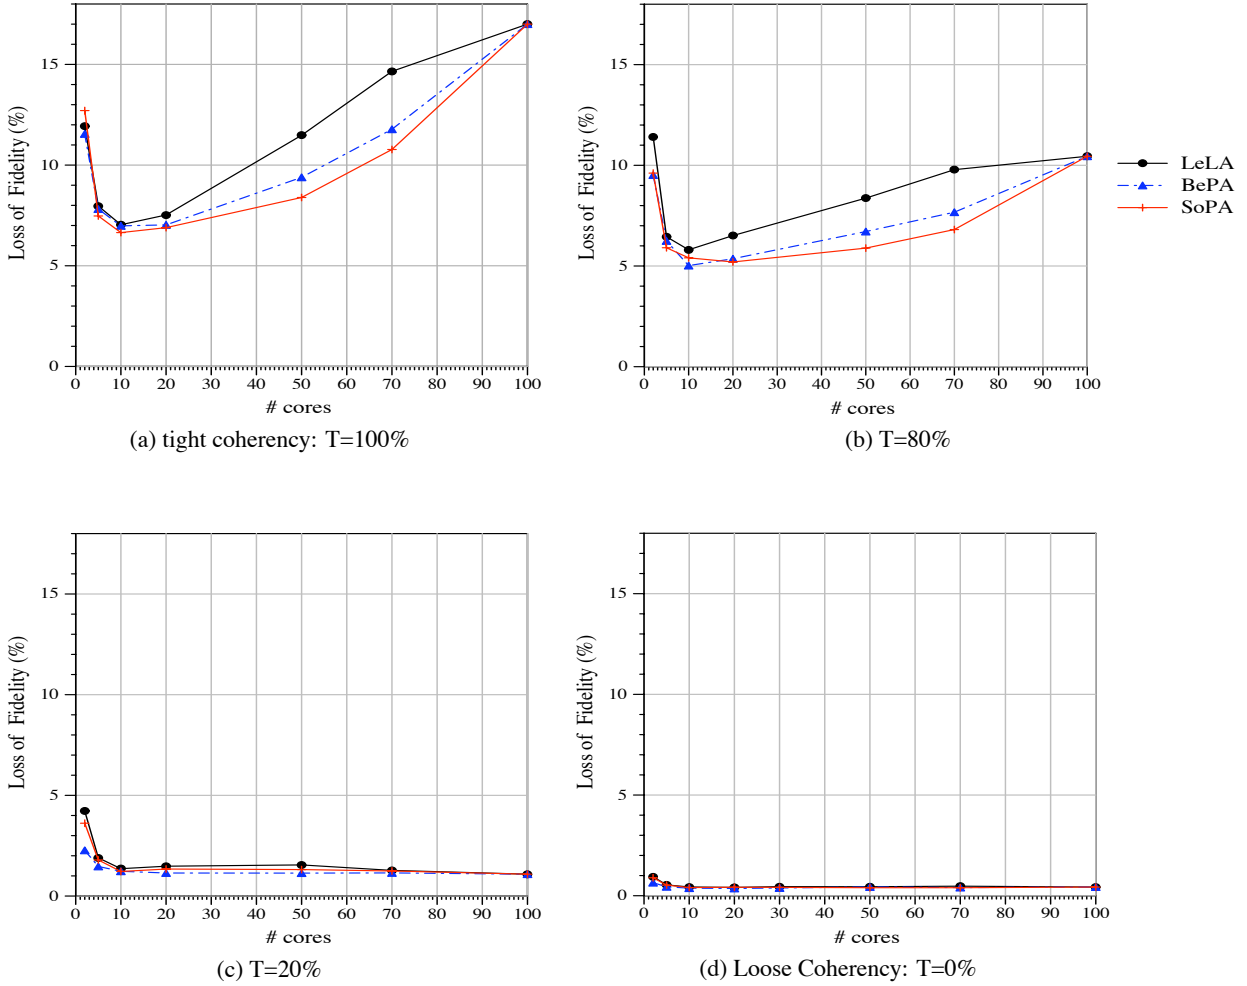 15
10
5
0
Loss of Fidelity (%)
0 10 20 30 40 50 60 70 80 90 100
# cores
(a) tight coherency: T=100%
15
10
5
0
Loss of Fidelity (%)
0 10 20 30 40 50 60 70 80 90 100
# cores
(b) T=80%
LeLA
BePA
SoPA
15
10
5
0
Loss of Fidelity (%)
0 10 20 30 40 50 60 70 80 90 100
# cores
(c) T=20%
15
10
5
0
Loss of Fidelity (%)
0 10 20 30 40 50 60 70 80 90 100
# cores
(d) Loose Coherency: T=0%